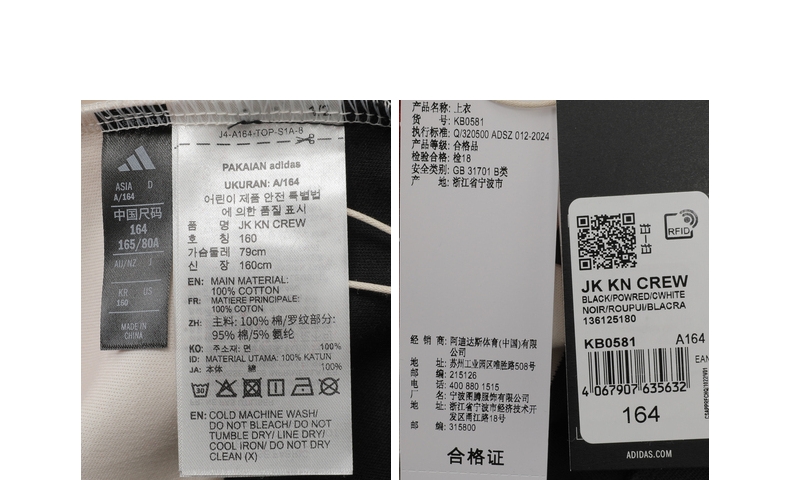 J4-A164-TOP-S1A-8
ASIA D
A/164
中国尺码
164
165/80A
AU/NZ I
KR US
160
MADE IN
CHINA
PAKAIAN adidas
UKURAN: A/164
어린이 제품 안전 특별법
에 의한 품질 표시
품 명 JK KN CREW
호 칭 160
가슴둘레 79cm
신 장 160cm
EN: MAIN MATERIAL:
100% COTTON
FR: MATIERE PRINCIPALE:
100% COTON
ZH: 主料: 100% 棉/罗纹部分:
95% 棉/5% 氨纶
KO: 주소재: 면 100%
ID: MATERIAL UTAMA: 100% KATUN
JA: 本体 綿 100%
EN: COLD MACHINE WASH/
DO NOT BLEACH/ DO NOT
TUMBLE DRY/ LINE DRY/
COOL IRON/ DO NOT DRY
CLEAN (X)
产品名称: 上衣
货 号: KB0581
执行标准: Q/320500 ADSZ 012-2024
产品等级: 合格品
检验合格: 检18
安全类别: GB 31701 B类
产 地: 浙江省宁波市
经 销 商: 阿迪达斯体育(中国)有限
公司
地 址: 苏州工业园区唯胜路508号
邮 编: 215126
电 话: 400 880 1515
厂 名: 宁波图腾服饰有限公司
地 址: 浙江省宁波市经济技术开
发区甬江路18号
邮 编: 315800
合格证
RFID
JK KN CREW
BLACK/POWRED/CWHITE
NOIR/ROUPUI/BLACRA
136125180
KB0581 A164
EAN
4 067907 635632
164
ADIDAS.COM